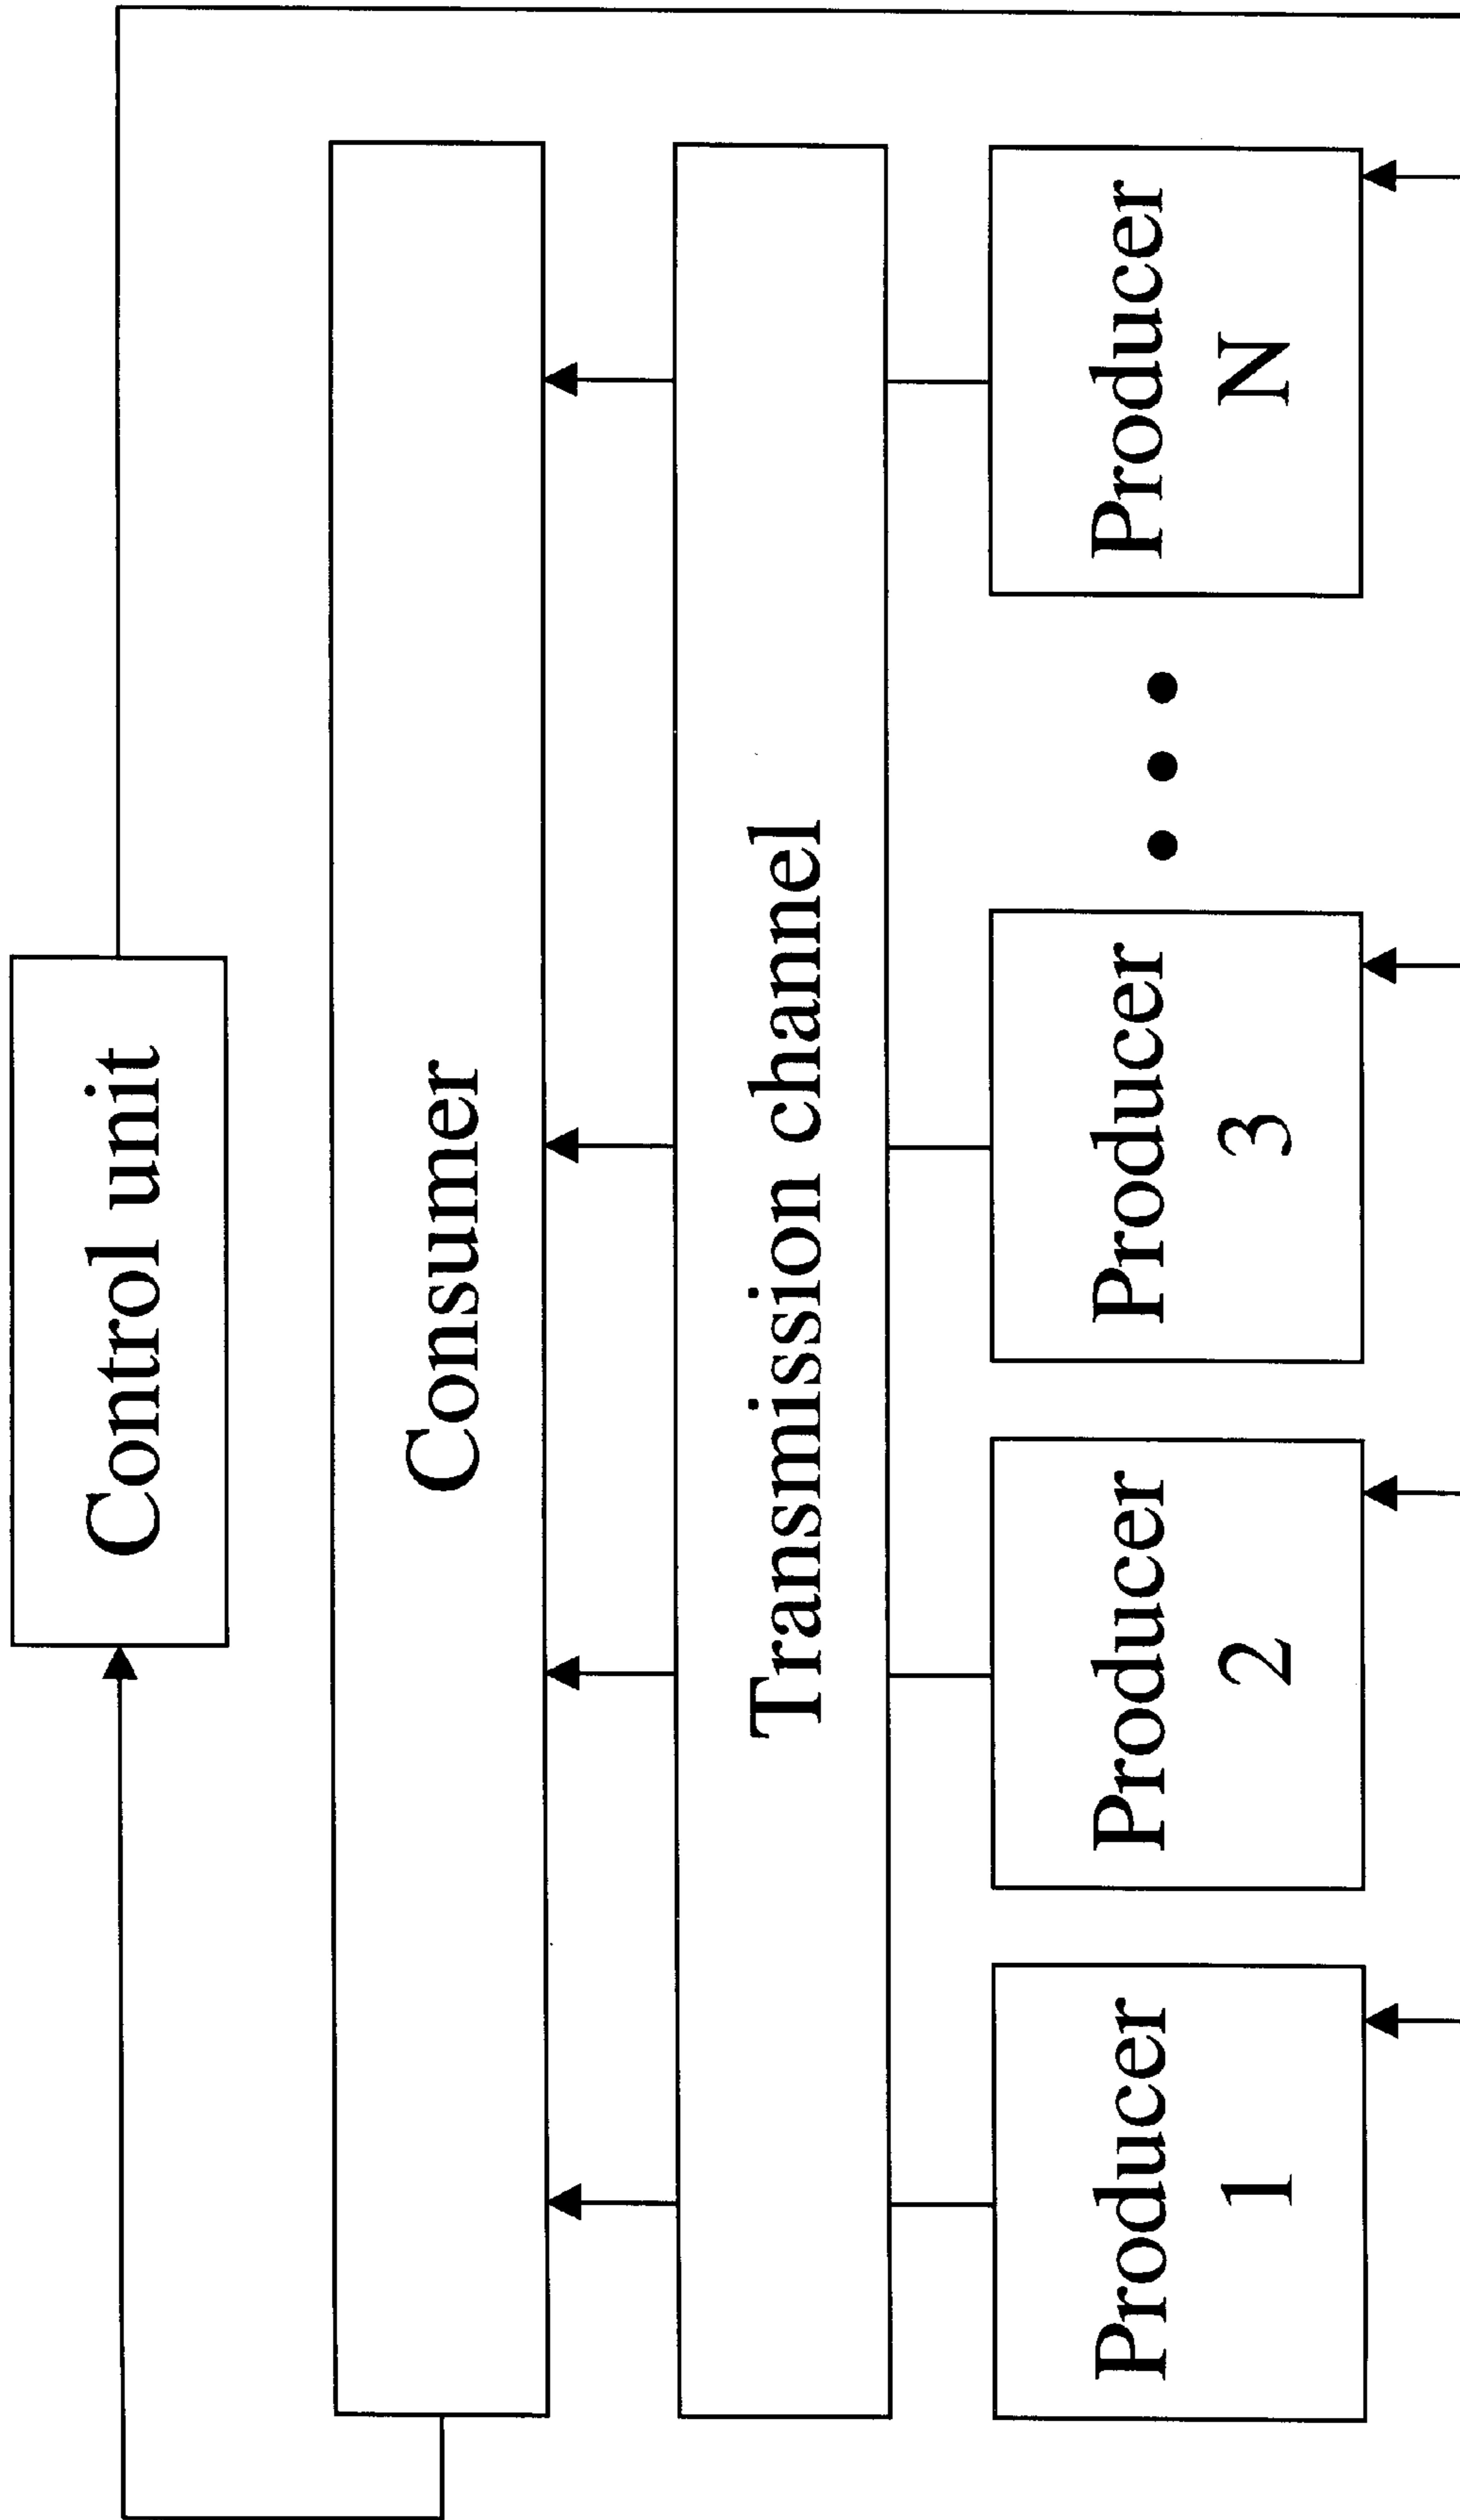 Control unit
Consumer
Transmission channel
Producer
1
Producer
2
Producer
3
Producer
N